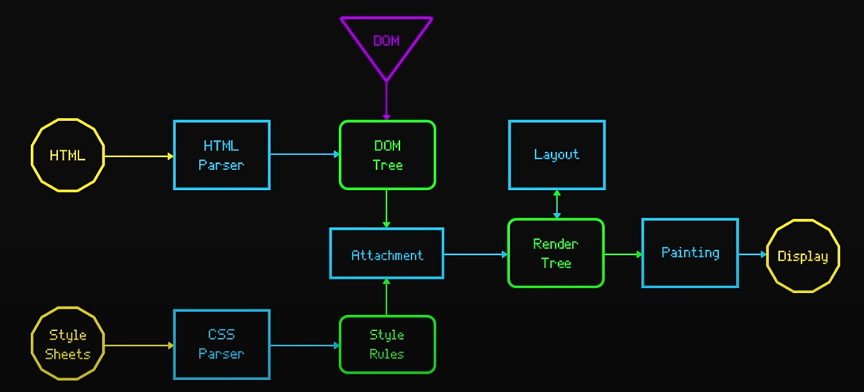 DOM
HTML
HTML
Parser
DOM
Tree
Layout
Attachment
Render
Tree
Painting
Display
Style
Sheets
CSS
Parser
Style
Rules